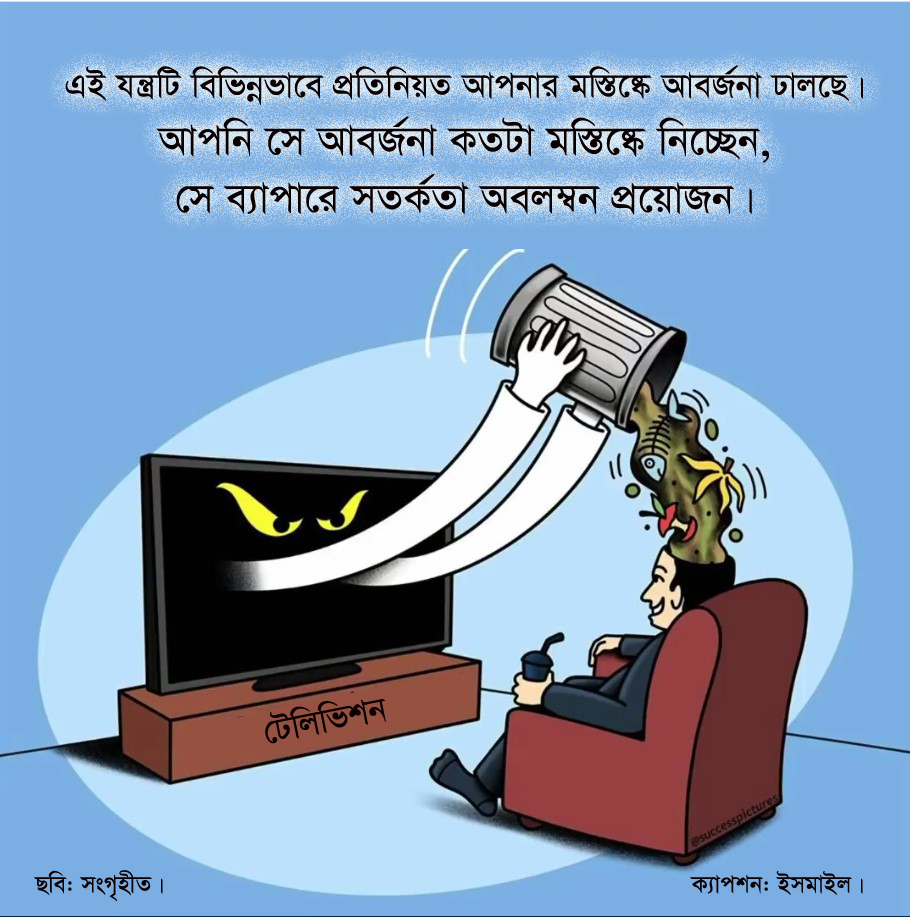 এই যন্ত্রটি বিভিন্নভাবে প্রতিনিয়ত আপনার মস্তিষ্কে আবর্জনা ঢালছে।
আপনি সে আবর্জনা কতটা মস্তিষ্কে নিচ্ছেন,
সে ব্যাপারে সতর্কতা অবলম্বন প্রয়োজন।
টেলিভিশন
@successpictures
ছবি: সংগৃহীত।
ক্যাপশন: ইসমাইল।